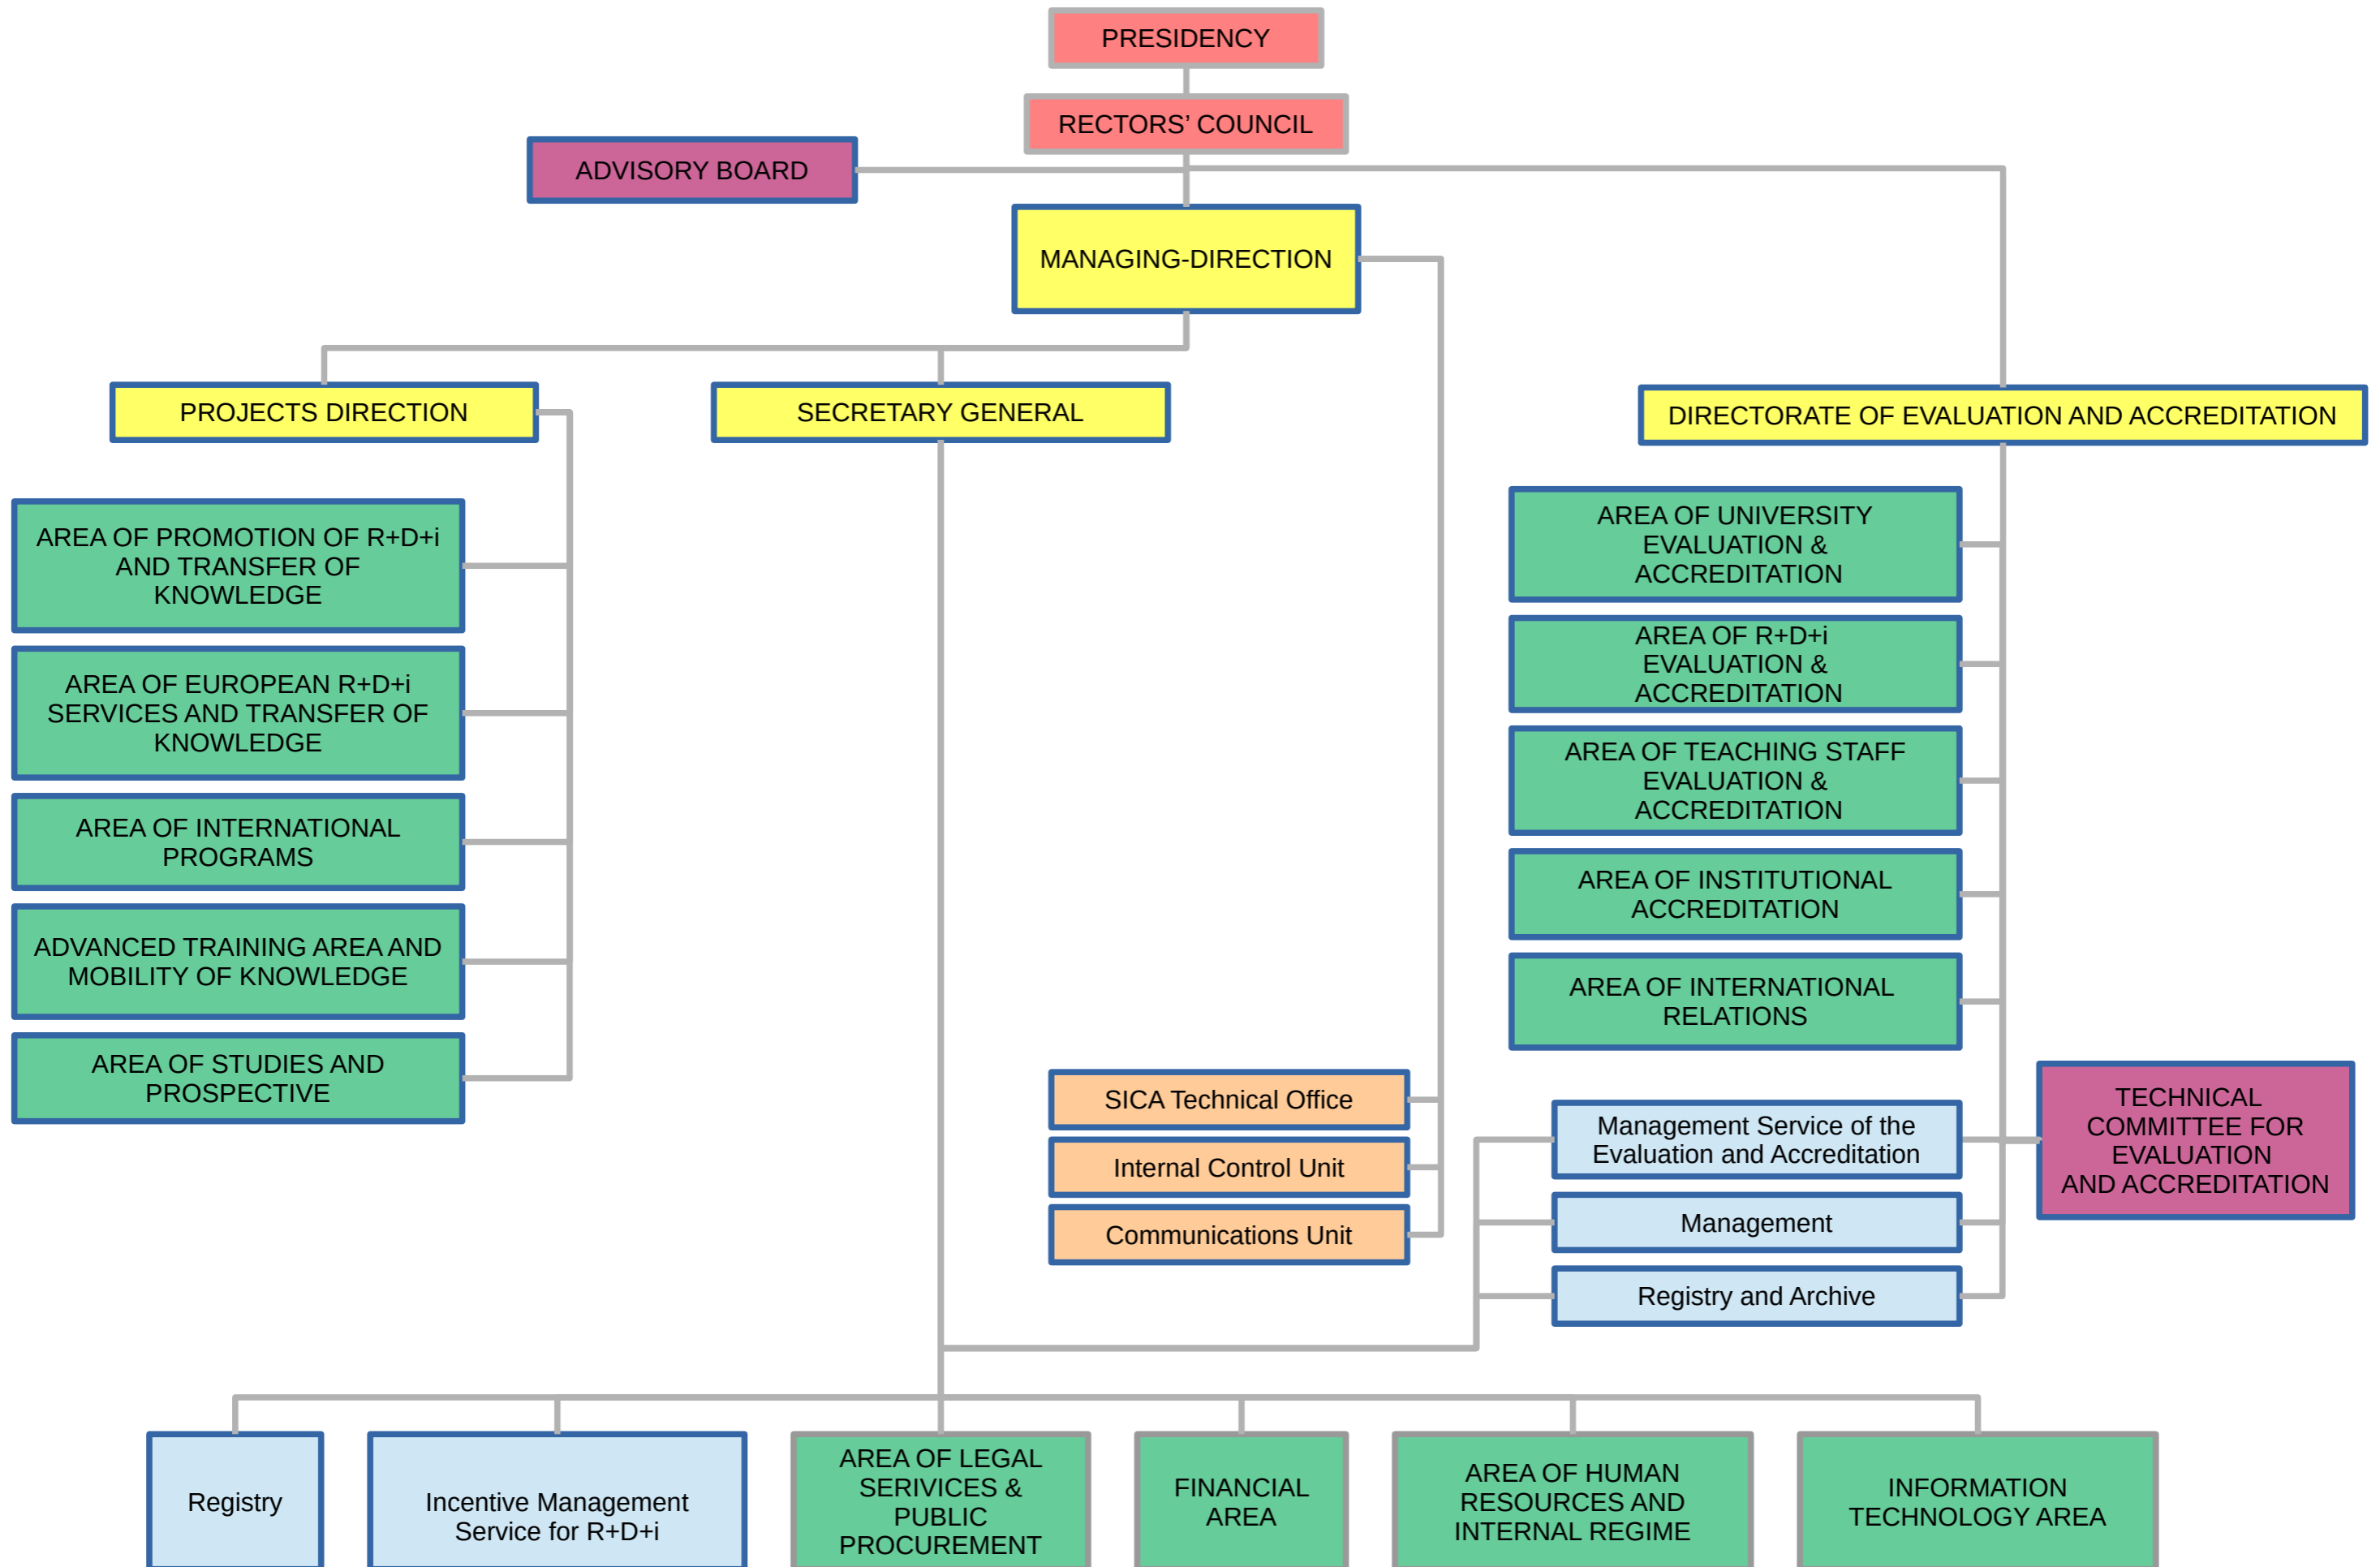 PRESIDENCY
RECTORS’ COUNCIL
ADVISORY BOARD
MANAGING-DIRECTION
PROJECTS DIRECTION
SECRETARY GENERAL
DIRECTORATE OF EVALUATION AND ACCREDITATION
AREA OF PROMOTION OF R+D+i
AND TRANSFER OF
KNOWLEDGE
AREA OF EUROPEAN R+D+i
SERVICES AND TRANSFER OF
KNOWLEDGE
AREA OF INTERNATIONAL
PROGRAMS
ADVANCED TRAINING AREA AND
MOBILITY OF KNOWLEDGE
AREA OF STUDIES AND
PROSPECTIVE
AREA OF UNIVERSITY
EVALUATION &
ACCREDITATION
AREA OF R+D+i
EVALUATION &
ACCREDITATION
AREA OF TEACHING STAFF
EVALUATION &
ACCREDITATION
AREA OF INSTITUTIONAL
ACCREDITATION
AREA OF INTERNATIONAL
RELATIONS
SICA Technical Office
Internal Control Unit
Communications Unit
Management Service of the
Evaluation and Accreditation
Management
Registry and Archive
TECHNICAL
COMMITTEE FOR
EVALUATION
AND ACCREDITATION
Registry
Incentive Management
Service for R+D+i
AREA OF LEGAL
SERIVICES &
PUBLIC
PROCUREMENT
FINANCIAL
AREA
AREA OF HUMAN
RESOURCES AND
INTERNAL REGIME
INFORMATION
TECHNOLOGY AREA